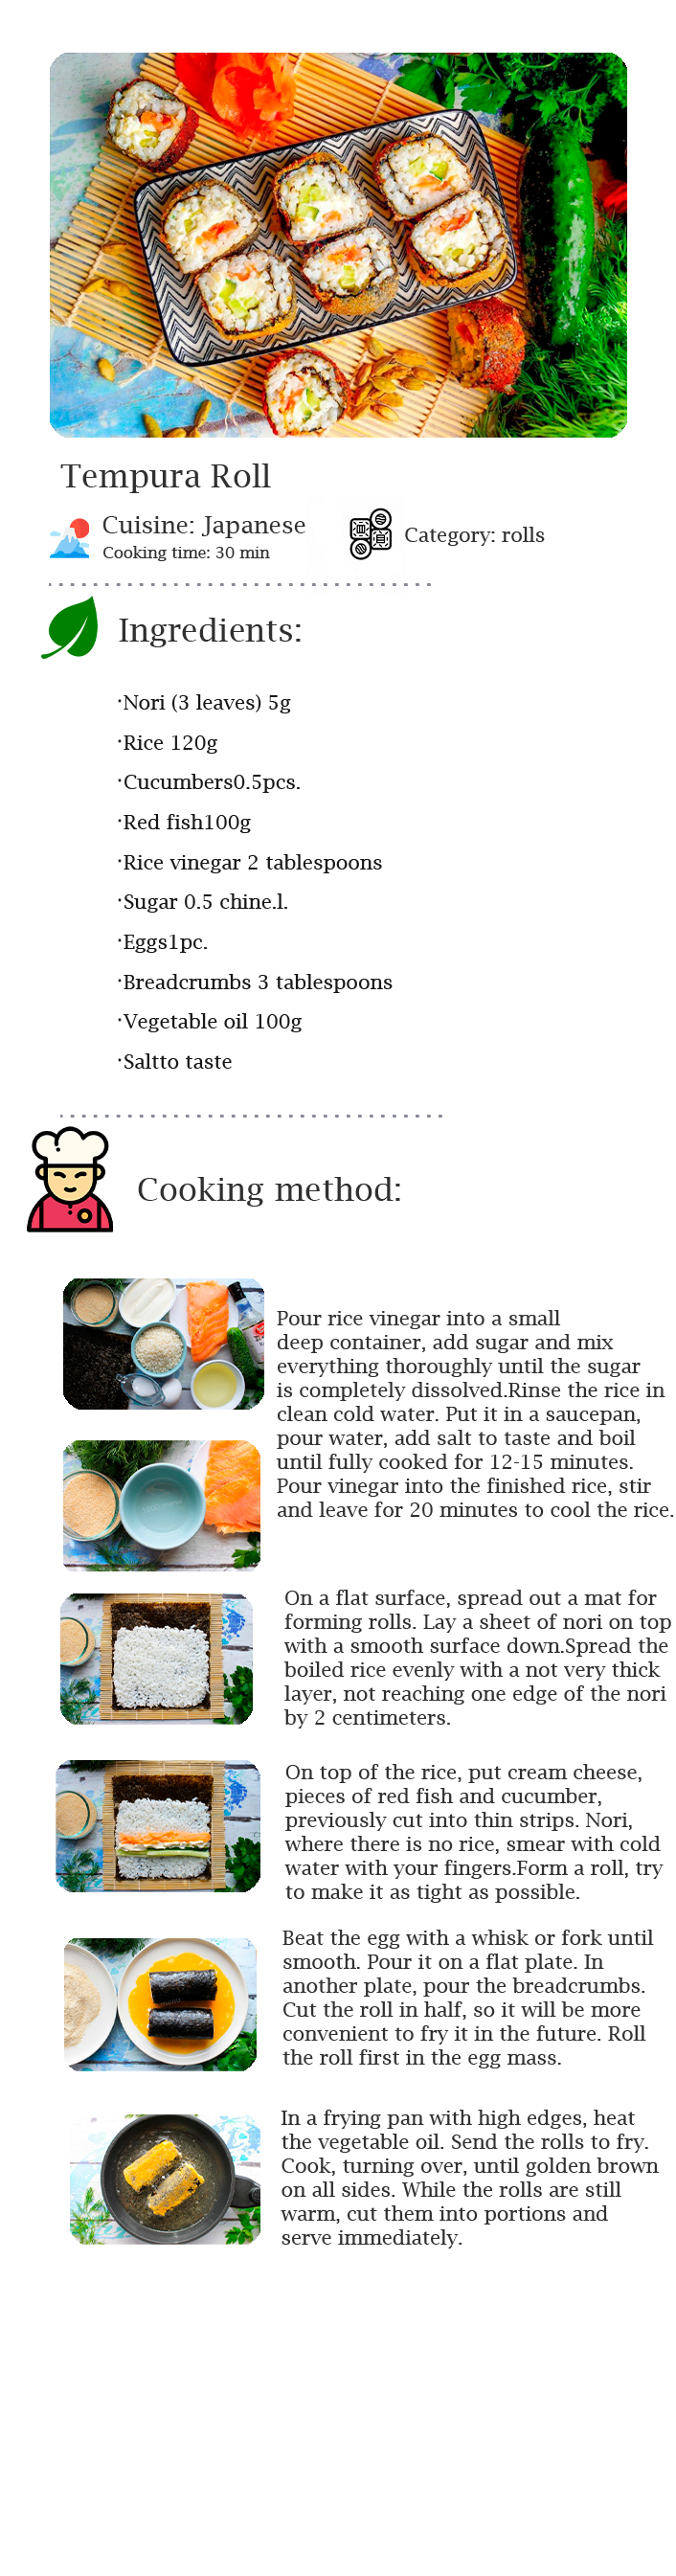 Tempura Roll
Cuisine: Japanese
Cooking time: 30 min
Category: rolls
Ingredients:
·Nori (3 leaves) 5g
·Rice 120g
·Cucumbers0.5pcs.
·Red fish100g
·Rice vinegar 2 tablespoons
·Sugar 0.5 chine.l.
·Eggs1pc.
·Breadcrumbs 3 tablespoons
·Vegetable oil 100g
·Saltto taste
Cooking method:
Pour rice vinegar into a small
deep container, add sugar and mix
everything thoroughly until the sugar
is completely dissolved.Rinse the rice in
clean cold water. Put it in a saucepan,
pour water, add salt to taste and boil
until fully cooked for 12-15 minutes.
Pour vinegar into the finished rice, stir
and leave for 20 minutes to cool the rice.
On a flat surface, spread out a mat for
forming rolls. Lay a sheet of nori on top
with a smooth surface down.Spread the
boiled rice evenly with a not very thick
layer, not reaching one edge of the nori
by 2 centimeters.
On top of the rice, put cream cheese,
pieces of red fish and cucumber,
previously cut into thin strips. Nori,
where there is no rice, smear with cold
water with your fingers.Form a roll, try
to make it as tight as possible.
Beat the egg with a whisk or fork until
smooth. Pour it on a flat plate. In
another plate, pour the breadcrumbs.
Cut the roll in half, so it will be more
convenient to fry it in the future. Roll
the roll first in the egg mass.
In a frying pan with high edges, heat
the vegetable oil. Send the rolls to fry.
Cook, turning over, until golden brown
on all sides. While the rolls are still
warm, cut them into portions and
serve immediately.